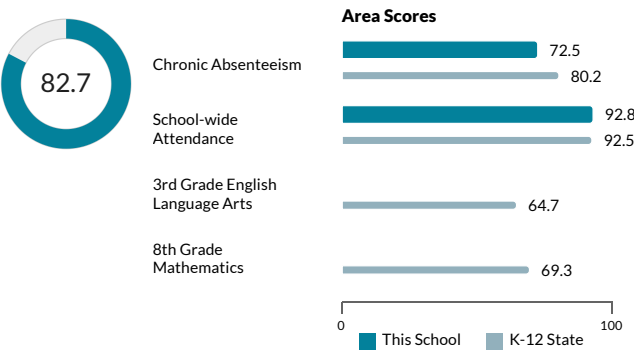 Area Scores
82.7
Chronic Absenteeism
72.5
80.2
School-wide
Attendance
92.8
92.5
3rd Grade English
Language Arts
64.7
8th Grade
Mathematics
69.3
0
100
This School
K-12 State